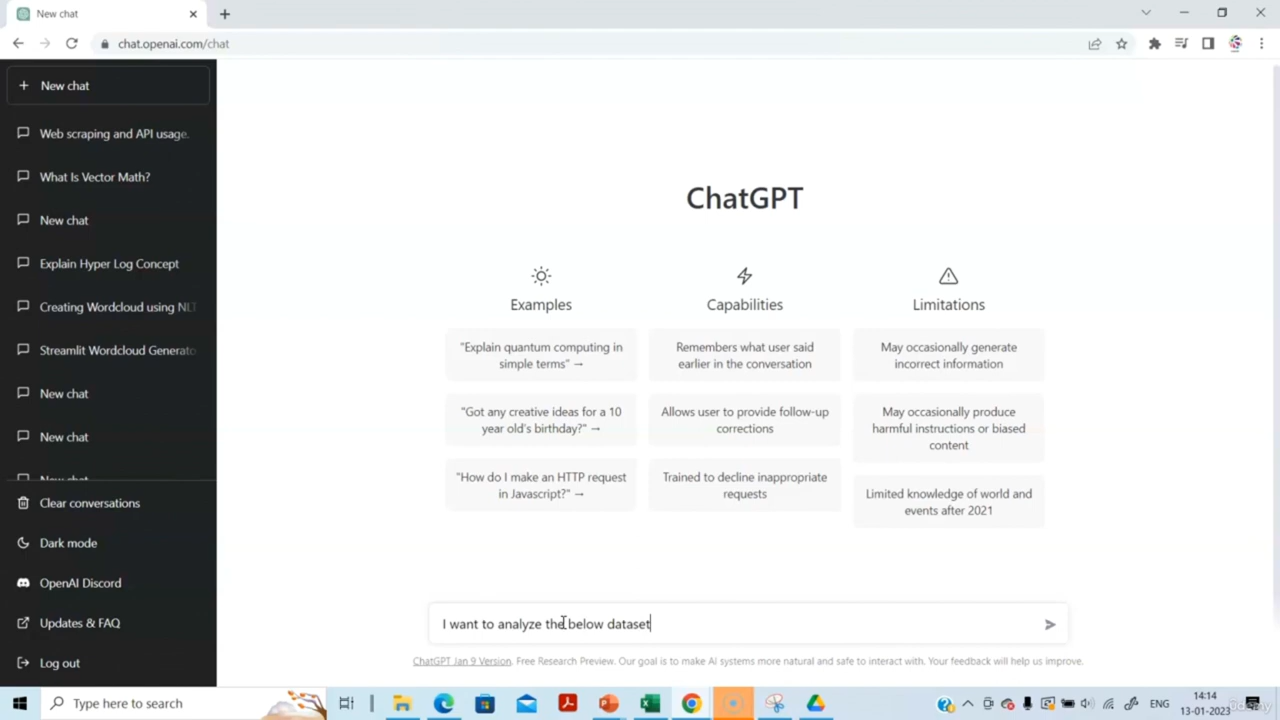 New chat
chat.openai.com/chat
New chat
Web scraping and API usage.
What Is Vector Math?
New chat
Explain Hyper Log Concept
Creating Wordcloud using NLT
Streamlit Wordcloud Generato
New chat
New chat
New chat
Clear conversations
Dark mode
OpenAI Discord
Updates & FAQ
Log out
ChatGPT
Examples
"Explain quantum computing in
simple terms" →
"Got any creative ideas for a 10
year old's birthday?" →
"How do I make an HTTP request
in Javascript?" →
Capabilities
Remembers what user said
earlier in the conversation
Allows user to provide follow-up
corrections
Trained to decline inappropriate
requests
Limitations
May occasionally generate
incorrect information
May occasionally produce
harmful instructions or biased
content
Limited knowledge of world and
events after 2021
I want to analyze the below dataset
ChatGPT Jan 9 Version. Free Research Preview. Our goal is to make AI systems more natural and safe to interact with. Your feedback will help us improve.
Type here to search
ENG
14:14
13-01-2023
udemy